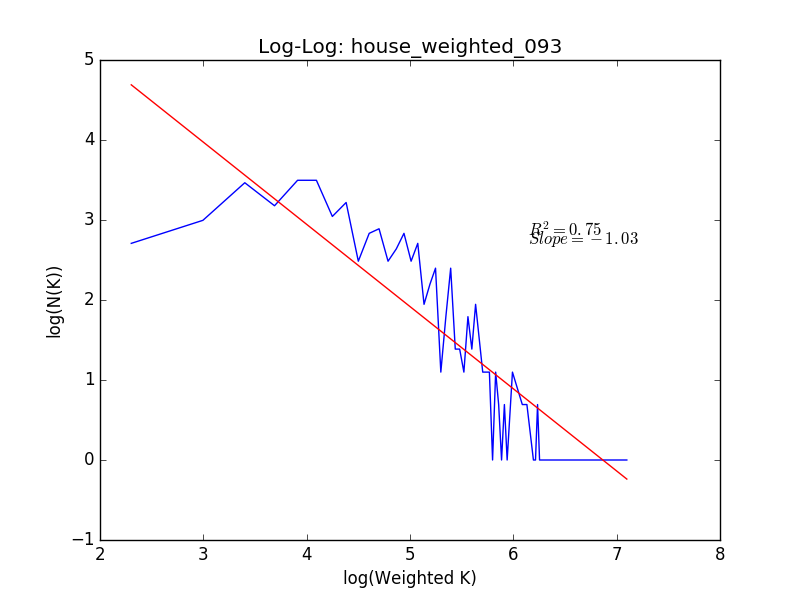 Log-Log: house_weighted_093
5
4
3
2
1
0
−1
log(N(K))
R² = 0.75
Slope = −1.03
2 3 4 5 6 7 8
log(Weighted K)